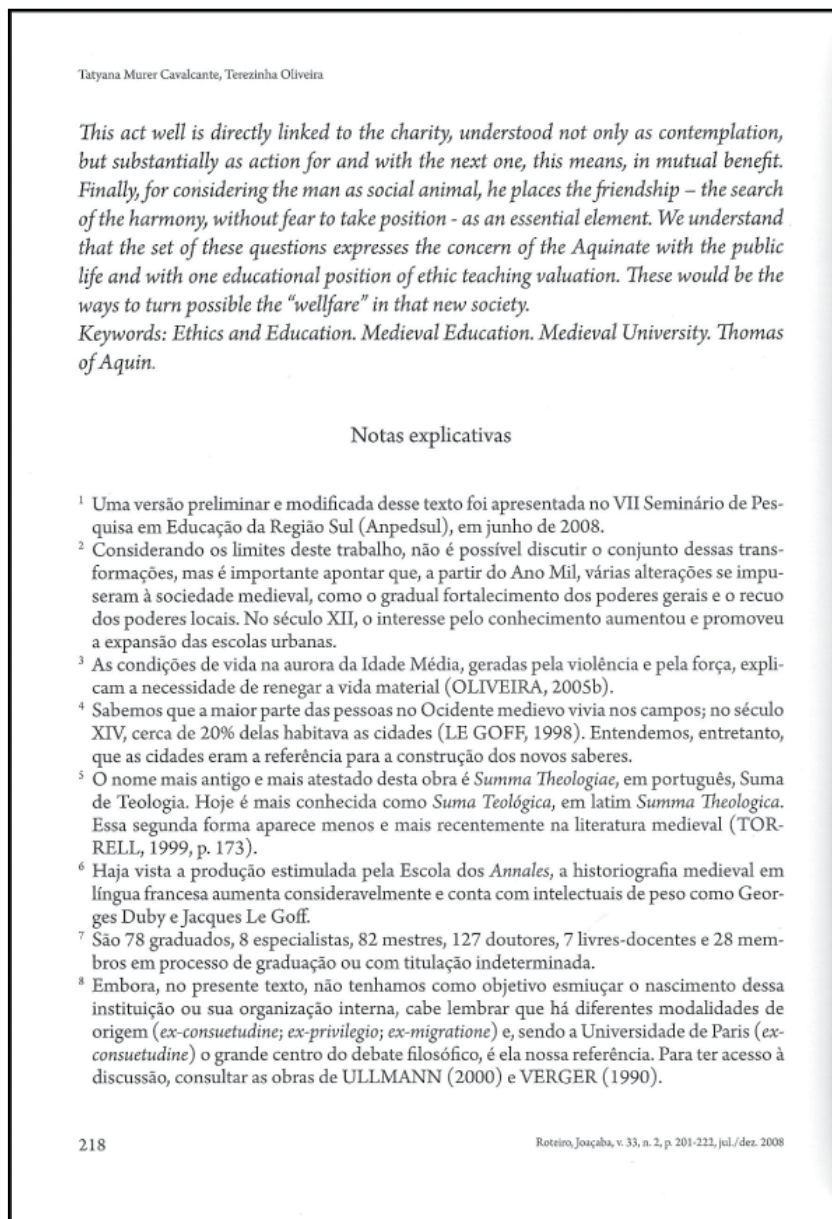 Tatyana Murer Cavalcante, Terezinha Oliveira
This act well is directly linked to the charity, understood not only as contemplation,
but substantially as action for and with the next one, this means, in mutual benefit.
Finally, for considering the man as social animal, he places the friendship – the search
of the harmony, without fear to take position - as an essential element. We understand
that the set of these questions expresses the concern of the Aquinate with the public
life and with one educational position of ethic teaching valuation. These would be the
ways to turn possible the “wellfare” in that new society.
Keywords: Ethics and Education. Medieval Education. Medieval University. Thomas
of Aquin.
Notas explicativas
1 Uma versão preliminar e modificada desse texto foi apresentada no VII Seminário de Pes-
quisa em Educação da Região Sul (Anpedsul), em junho de 2008.
2 Considerando os limites deste trabalho, não é possível discutir o conjunto dessas trans-
formações, mas é importante apontar que, a partir do Ano Mil, várias alterações se impu-
seram à sociedade medieval, como o gradual fortalecimento dos poderes gerais e o recuo
dos poderes locais. No século XII, o interesse pelo conhecimento aumentou e promoveu
a expansão das escolas urbanas.
3 As condições de vida na aurora da Idade Média, geradas pela violência e pela força, expli-
cam a necessidade de renegar a vida material (OLIVEIRA, 2005b).
4 Sabemos que a maior parte das pessoas no Ocidente medievo vivia nos campos; no século
XIV, cerca de 20% delas habitava as cidades (LE GOFF, 1998). Entendemos, entretanto,
que as cidades eram a referência para a construção dos novos saberes.
5 O nome mais antigo e mais atestado desta obra é Summa Theologiae, em português, Suma
de Teologia. Hoje é mais conhecida como Suma Teológica, em latim Summa Theologica.
Essa segunda forma aparece menos e mais recentemente na literatura medieval (TOR-
RELL, 1999, p. 173).
6 Haja vista a produção estimulada pela Escola dos Annales, a historiografia medieval em
língua francesa aumenta consideravelmente e conta com intelectuais de peso como Geor-
ges Duby e Jacques Le Goff.
7 São 78 graduados, 8 especialistas, 82 mestres, 127 doutores, 7 livres-docentes e 28 mem-
bros em processo de graduação ou com titulação indeterminada.
8 Embora, no presente texto, não tenhamos como objetivo esmiuçar o nascimento dessa
instituição ou sua organização interna, cabe lembrar que há diferentes modalidades de
origem (ex-consuetudine; ex-privilegio; ex-migratione) e, sendo a Universidade de Paris (ex-
consuetudine) o grande centro do debate filosófico, é ela nossa referência. Para ter acesso à
discussão, consultar as obras de ULLMANN (2000) e VERGER (1990).
218
Roteiro, Joaçaba, v. 33, n. 2, p. 201-222, jul./dez. 2008